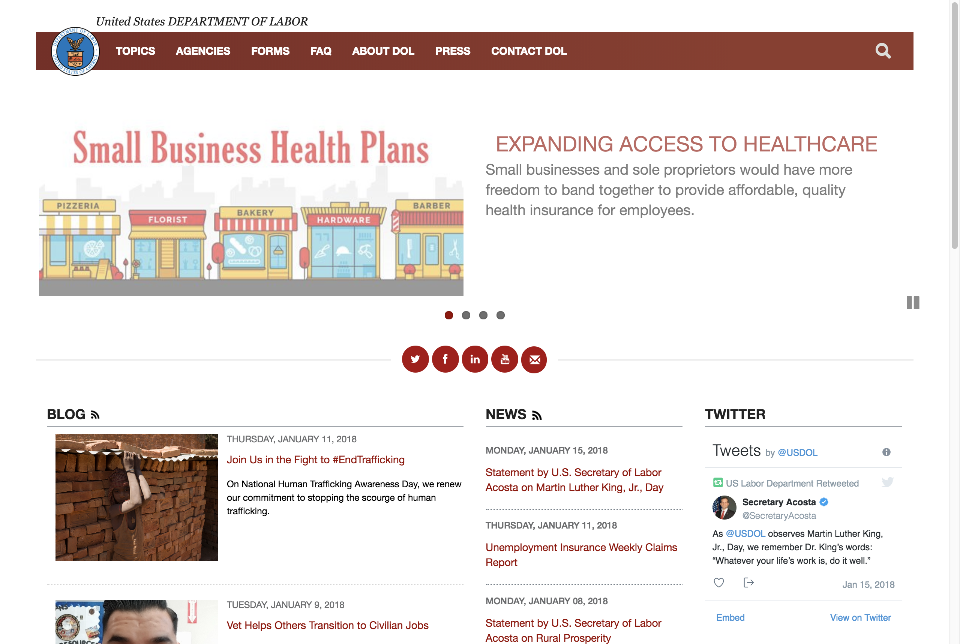 United States DEPARTMENT OF LABOR
TOPICS AGENCIES FORMS FAQ ABOUT DOL PRESS CONTACT DOL
Small Business Health Plans
PIZZERIA
FLORIST
BAKERY
HARDWARE
BARBER
EXPANDING ACCESS TO HEALTHCARE
Small businesses and sole proprietors would have more
freedom to band together to provide affordable, quality
health insurance for employees.
BLOG
THURSDAY, JANUARY 11, 2018
Join Us in the Fight to #EndTrafficking
On National Human Trafficking Awareness Day, we renew
our commitment to stopping the scourge of human
trafficking.
TUESDAY, JANUARY 9, 2018
Vet Helps Others Transition to Civilian Jobs
NEWS
MONDAY, JANUARY 15, 2018
Statement by U.S. Secretary of Labor
Acosta on Martin Luther King, Jr., Day
THURSDAY, JANUARY 11, 2018
Unemployment Insurance Weekly Claims
Report
MONDAY, JANUARY 08, 2018
Statement by U.S. Secretary of Labor
Acosta on Rural Prosperity
TWITTER
Tweets by @USDOL
US Labor Department Retweeted
Secretary Acosta
@SecretaryAcosta
As @USDOL observes Martin Luther King,
Jr., Day, we remember Dr. King's words:
"Whatever your life's work is, do it well."
Jan 15, 2018
Embed
View on Twitter